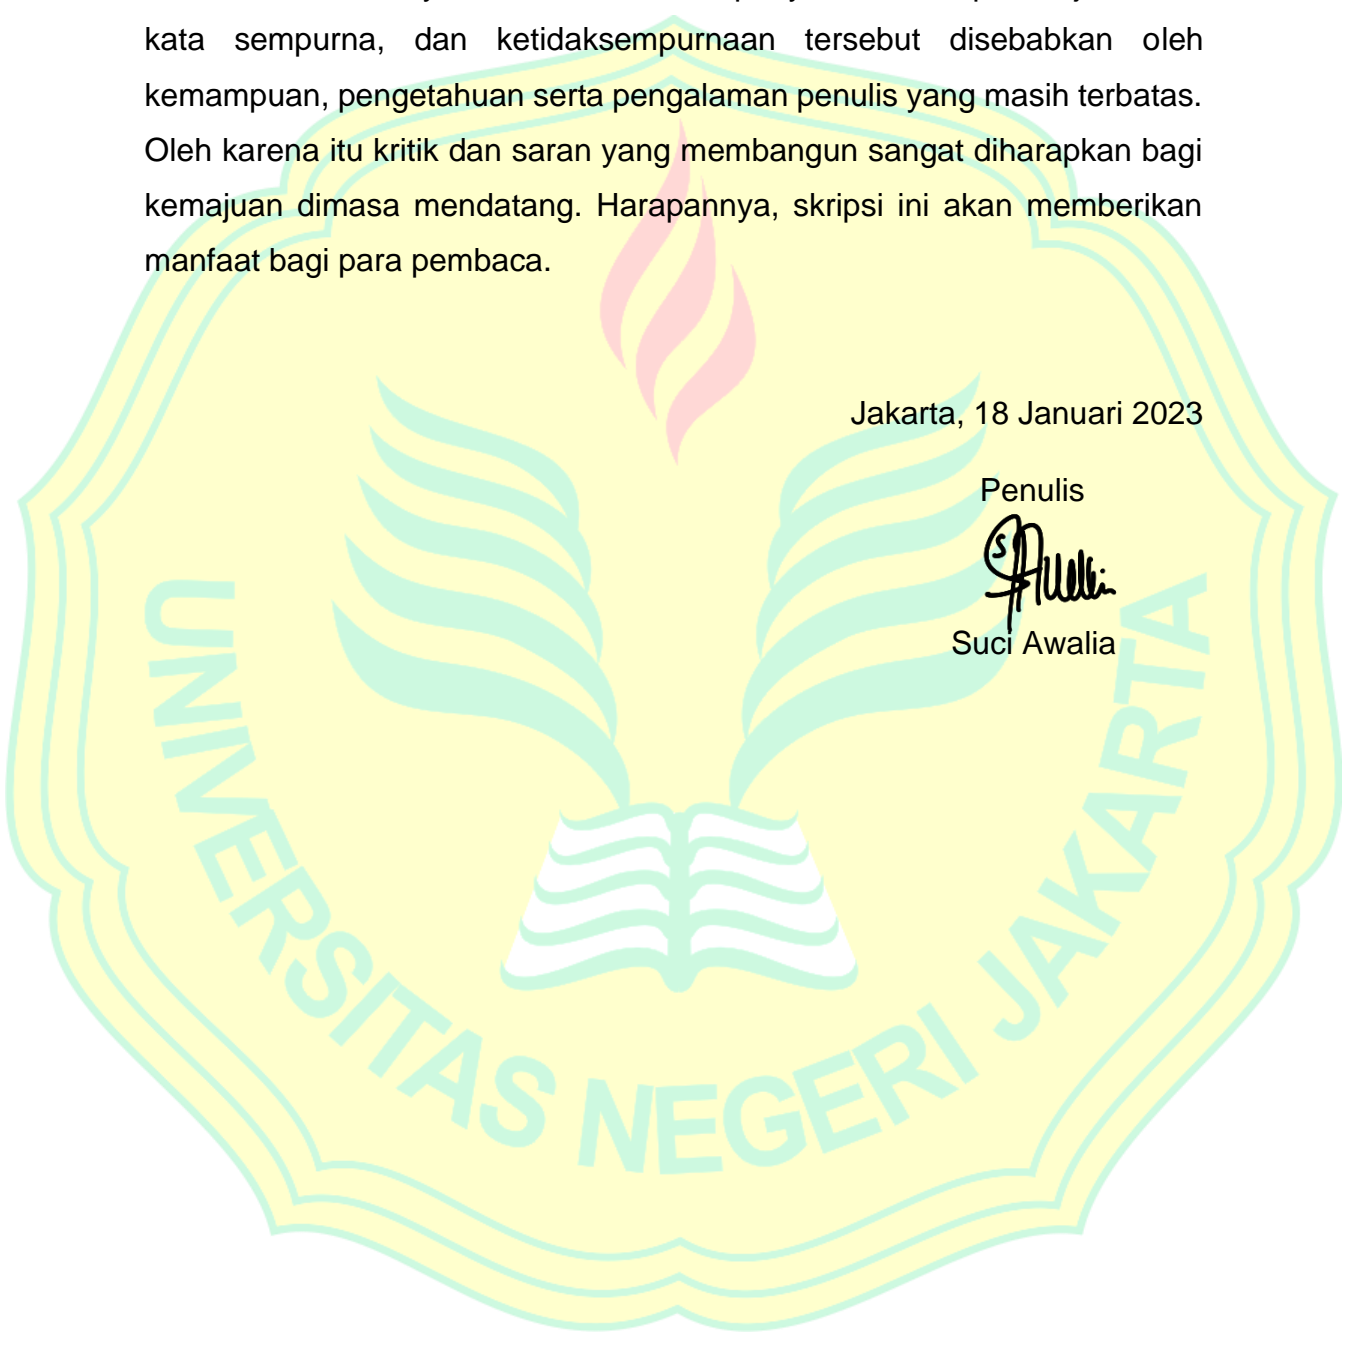 kata sempurna, dan ketidaksempurnaan tersebut disebabkan oleh
kemampuan, pengetahuan serta pengalaman penulis yang masih terbatas.
Oleh karena itu kritik dan saran yang membangun sangat diharapkan bagi
kemajuan dimasa mendatang. Harapannya, skripsi ini akan memberikan
manfaat bagi para pembaca.
Jakarta, 18 Januari 2023
Penulis
Suci Awalia
UNIVERSITAS NEGERI JAKARTA